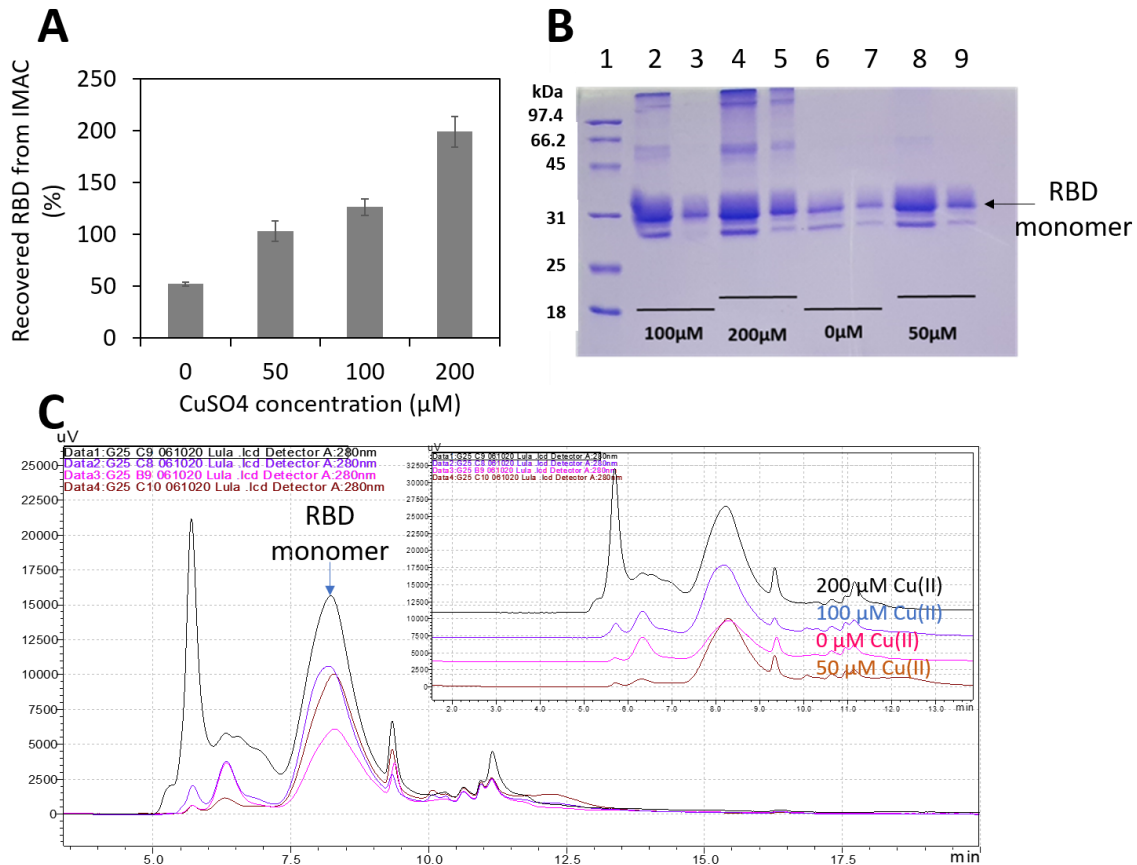 A
Recovered RBD from IMAC
(%)
250
200
150
100
50
0
0 50 100 200
CuSO4 concentration (µM)
B
1 2 3 4 5 6 7 8 9
kDa
97.4
66.2
45
31
25
18
RBD
monomer
100µM 200µM 0µM 50µM
C
uV
Data1:G25 C9 061020 Lula .lcd Detector A:280nm
Data2:G25 C8 061020 Lula .lcd Detector A:280nm
Data3:G25 B9 061020 Lula .lcd Detector A:280nm
Data4:G25 C10 061020 Lula .lcd Detector A:280nm
25000
22500
20000
17500
15000
12500
10000
7500
5000
2500
0
5.0 7.5 10.0 12.5 15.0 17.5 min
RBD
monomer
uV
Data1:G25 C9 061020 Lula .lcd Detector A:280nm
Data2:G25 C8 061020 Lula .lcd Detector A:280nm
Data3:G25 B9 061020 Lula .lcd Detector A:280nm
Data4:G25 C10 061020 Lula .lcd Detector A:280nm
32500
30000
27500
25000
22500
20000
17500
15000
12500
10000
7500
5000
2500
0
2.0 3.0 4.0 5.0 6.0 7.0 8.0 9.0 10.0 11.0 12.0 13.0 min
200 µM Cu(II)
100 µM Cu(II)
0 µM Cu(II)
50 µM Cu(II)